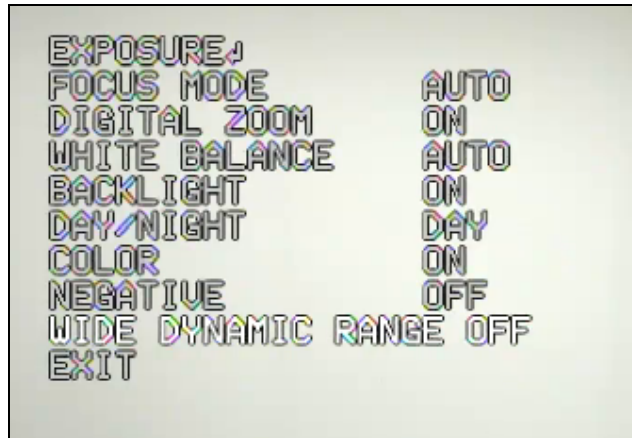 EXPOSURE↲
FOCUS MODE AUTO
DIGITAL ZOOM ON
WHITE BALANCE AUTO
BACKLIGHT ON
DAY/NIGHT DAY
COLOR ON
NEGATIVE OFF
WIDE DYNAMIC RANGE OFF
EXIT